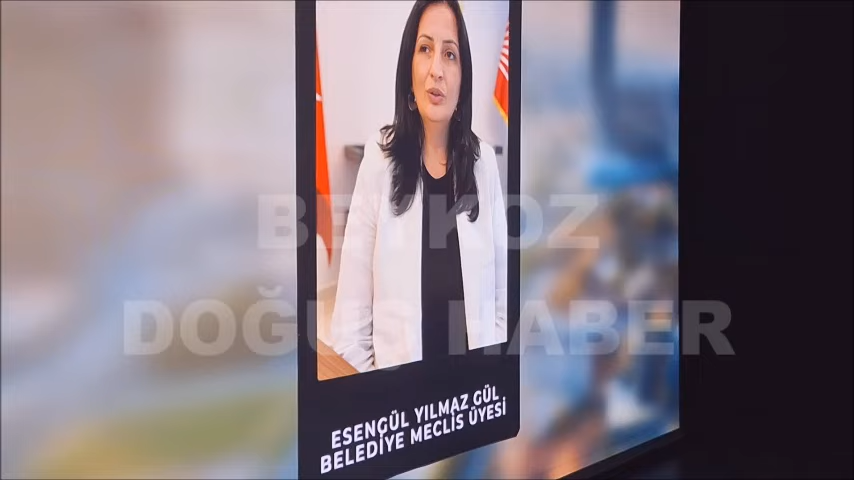 BEYKOZ
DOĞUŞ HABER
ESENGÜL YILMAZ GÜL
BELEDİYE MECLİS ÜYESİ